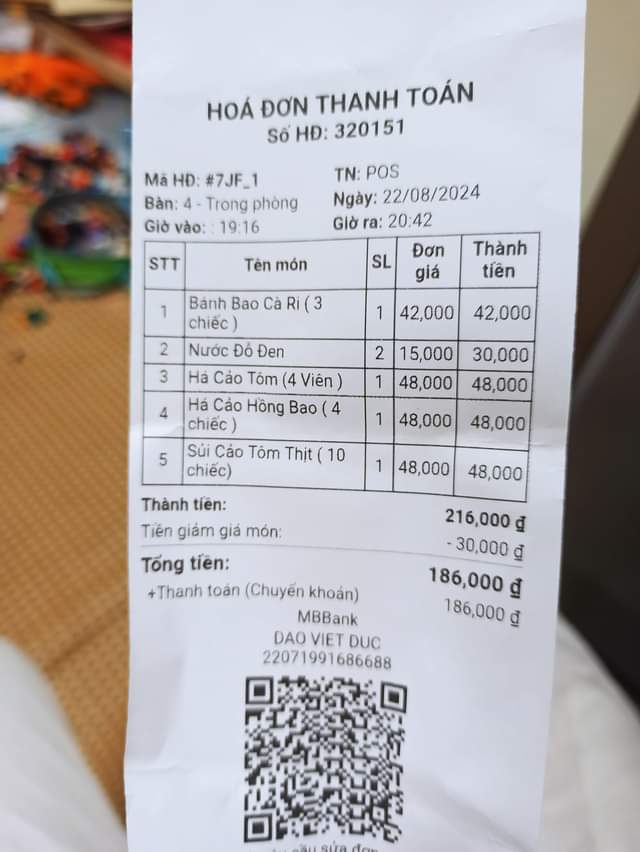 HOÁ ĐƠN THANH TOÁN
Số HĐ: 320151
Mã HĐ: #7JF_1 TN: POS
Bàn: 4 - Trong phòng Ngày: 22/08/2024
Giờ vào: : 19:16 Giờ ra: 20:42
STT Tên món SL Đơn giá Thành tiền
1 Bánh Bao Cà Ri ( 3 chiếc ) 1 42,000 42,000
2 Nước Đỗ Đen 2 15,000 30,000
3 Há Cảo Tôm (4 Viên ) 1 48,000 48,000
4 Há Cảo Hồng Bao ( 4 chiếc ) 1 48,000 48,000
5 Sủi Cảo Tôm Thịt ( 10 chiếc) 1 48,000 48,000
Thành tiền: 216,000 ₫
Tiền giảm giá món: - 30,000 ₫
Tổng tiền: 186,000 ₫
+Thanh toán (Chuyển khoản) 186,000 ₫
MBBank
DAO VIET DUC
22071991686688